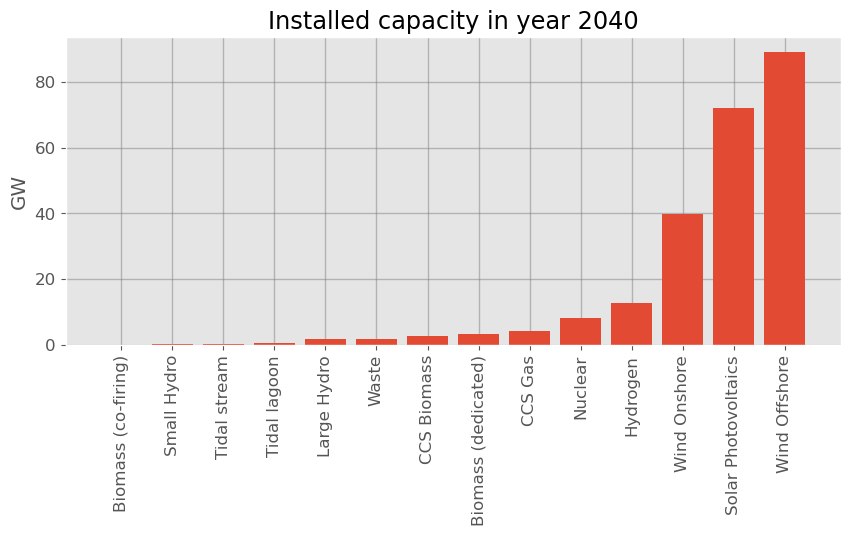 Installed capacity in year 2040
GW
80
60
40
20
0
Biomass (co-firing)
Small Hydro
Tidal stream
Tidal lagoon
Large Hydro
Waste
CCS Biomass
Biomass (dedicated)
CCS Gas
Nuclear
Hydrogen
Wind Onshore
Solar Photovoltaics
Wind Offshore